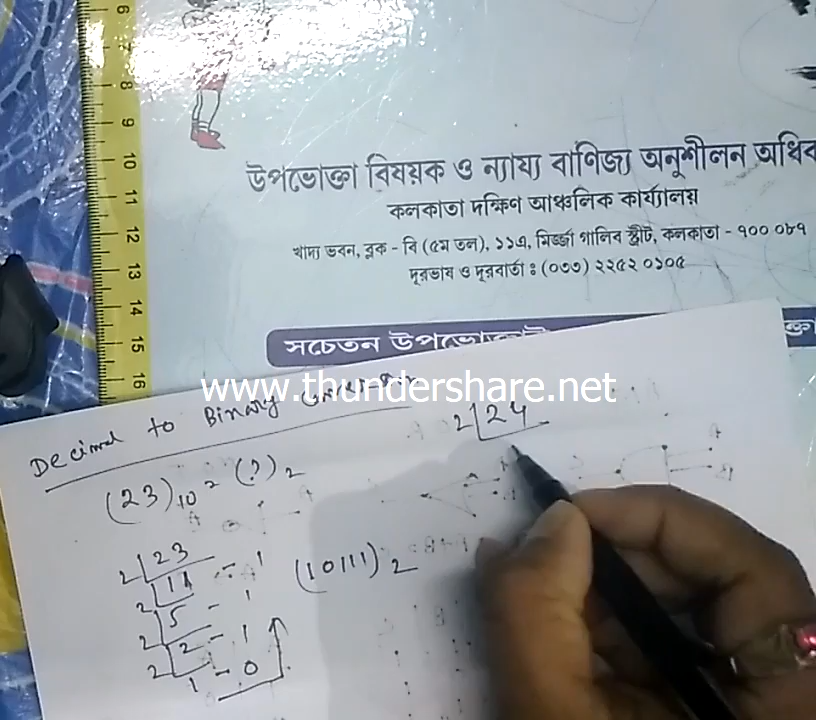 6
7
8
9
10
11
12
13
14
15
16
উপভোক্তা বিষয়ক ও ন্যায্য বাণিজ্য অনুশীলন অধিক
কলকাতা দক্ষিণ আঞ্চলিক কার্য্যালয়
খাদ্য ভবন, ব্লক - বি (৫ম তল), ১১এ, মির্জ্জা গালিব স্ট্রীট, কলকাতা - ৭০০ ০৮৭
দূরভাষ ও দূরবার্তা : (০৩৩) ২২৫২ ০১০৫
সচেতন উপভোক্তা
www.thundershare.net
Decimal to Binary
(23)10 = (?)2
2 | 23
2 | 11 - 1
2 | 5 - 1
2 | 2 - 1
1 - 0
(10111)2
2 | 24